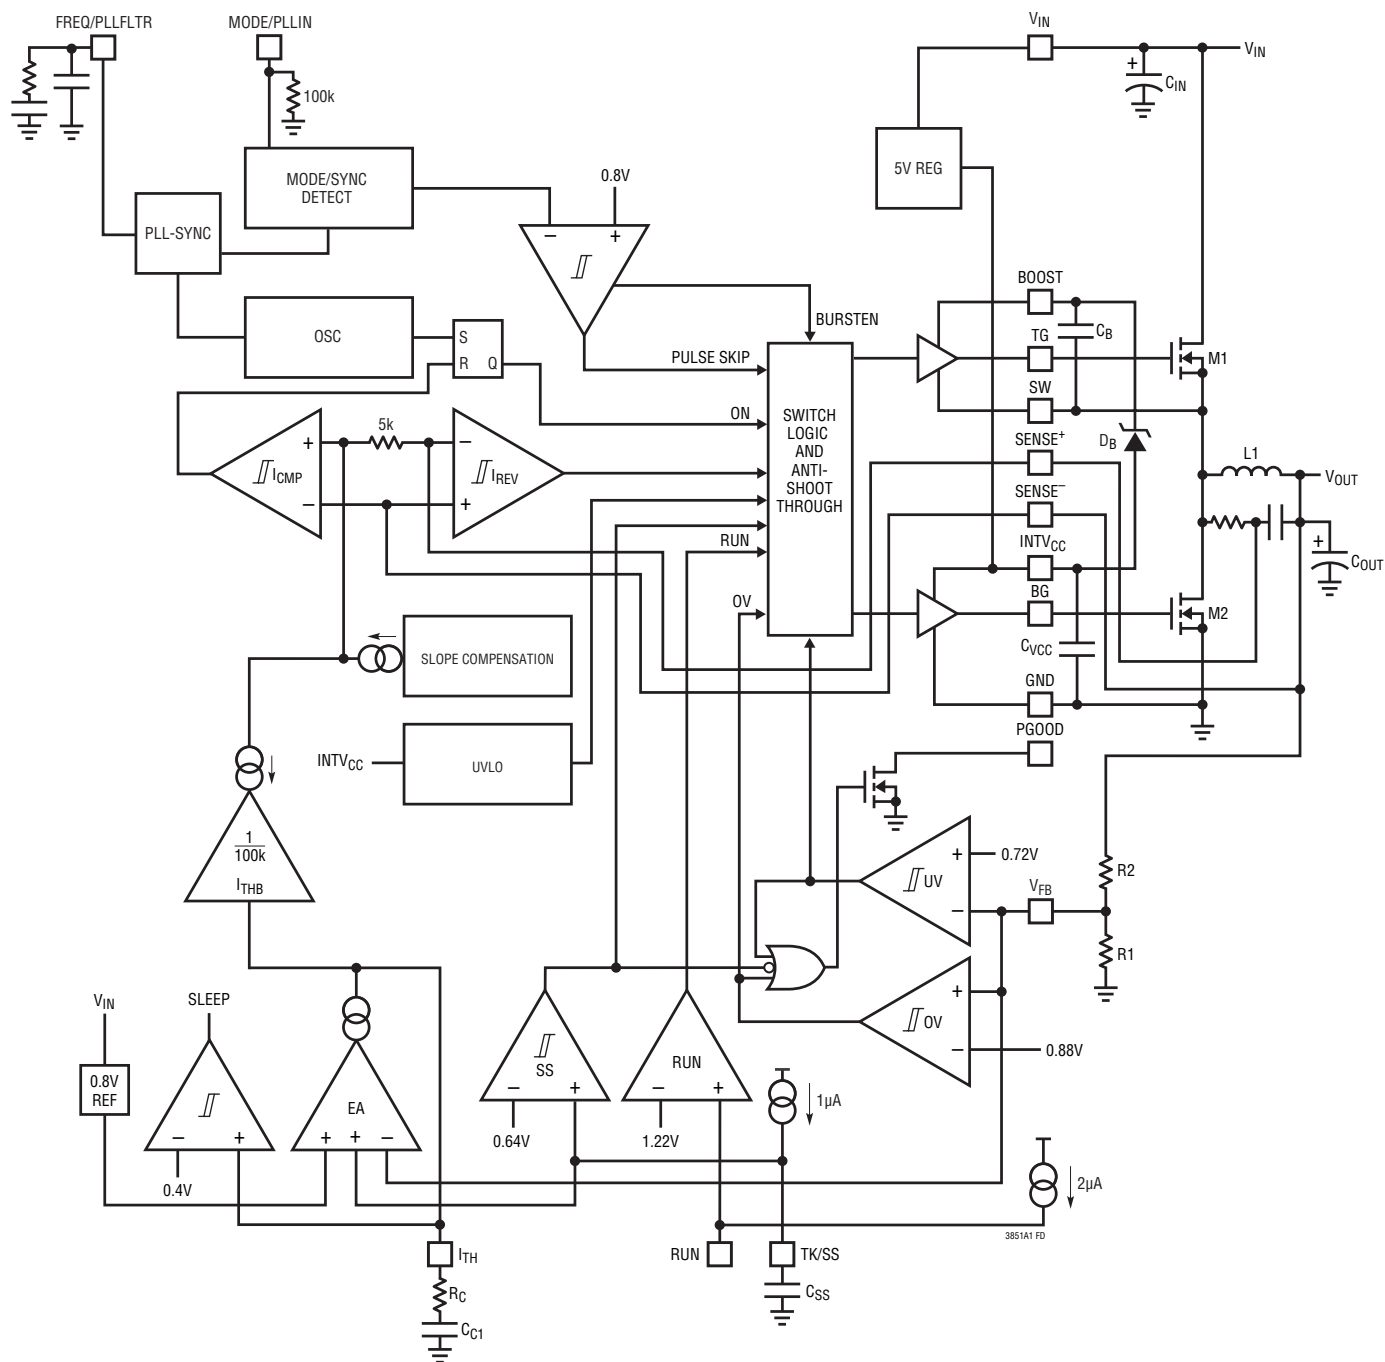 FREQ/PLLFLTR
MODE/PLLIN
VIN
VIN
+
CIN
100k
MODE/SYNC
DETECT
0.8V
5V REG
PLL-SYNC
–
+
BOOST
BURSTEN
OSC
S
R
Q
PULSE SKIP
TG
CB
M1
SW
ON
SWITCH
LOGIC
AND
ANTI-
SHOOT
THROUGH
5k
+
–
ICMP
–
+
IREV
SENSE+
DB
L1
VOUT
SENSE–
RUN
INTVCC
+
COUT
OV
BG
M2
SLOPE COMPENSATION
CVCC
GND
PGOOD
INTVCC
UVLO
1
100k
ITHB
+
0.72V
UV
–
VFB
R2
R1
+
OV
–
0.88V
VIN
SLEEP
0.8V
REF
–
+
0.4V
EA
+
+
–
SS
–
+
0.64V
RUN
–
+
1.22V
1µA
2µA
3851A1 FD
ITH
RUN
TK/SS
RC
CC1
CSS